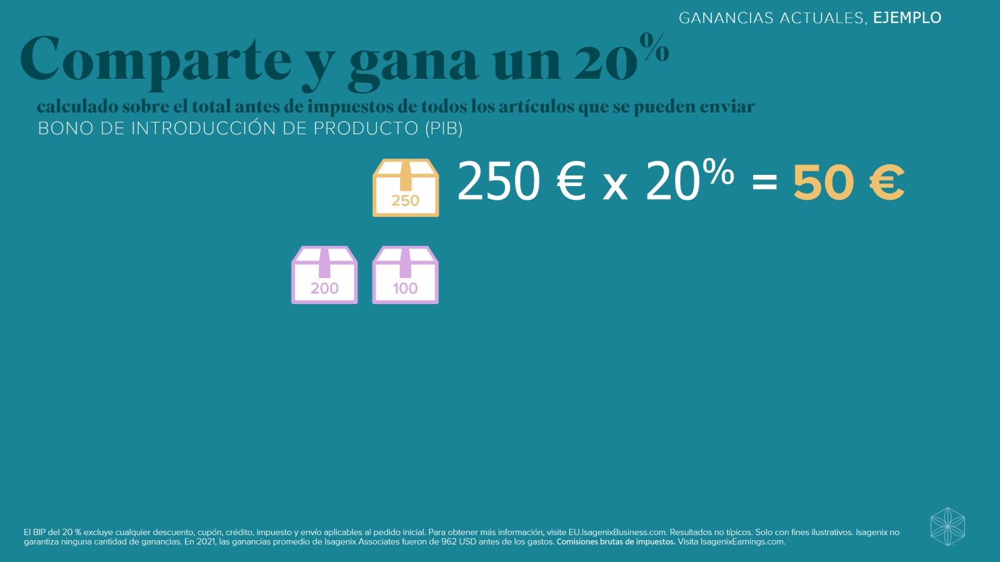 GANANCIAS ACTUALES, EJEMPLO
Comparte y gana un 20%
calculado sobre el total antes de impuestos de todos los artículos que se pueden enviar
BONO DE INTRODUCCIÓN DE PRODUCTO (PIB)
250
250 € x 20% = 50 €
200 100
El BIP del 20 % excluye cualquier descuento, cupón, crédito, impuesto y envío aplicables al pedido inicial. Para obtener más información, visite EU.IsagenixBusiness.com. Resultados no típicos. Solo con fines ilustrativos. Isagenix no
garantiza ninguna cantidad de ganancias. En 2021, las ganancias promedio de Isagenix Associates fueron de 962 USD antes de los gastos. Comisiones brutas de impuestos. Visita IsagenixEarnings.com.